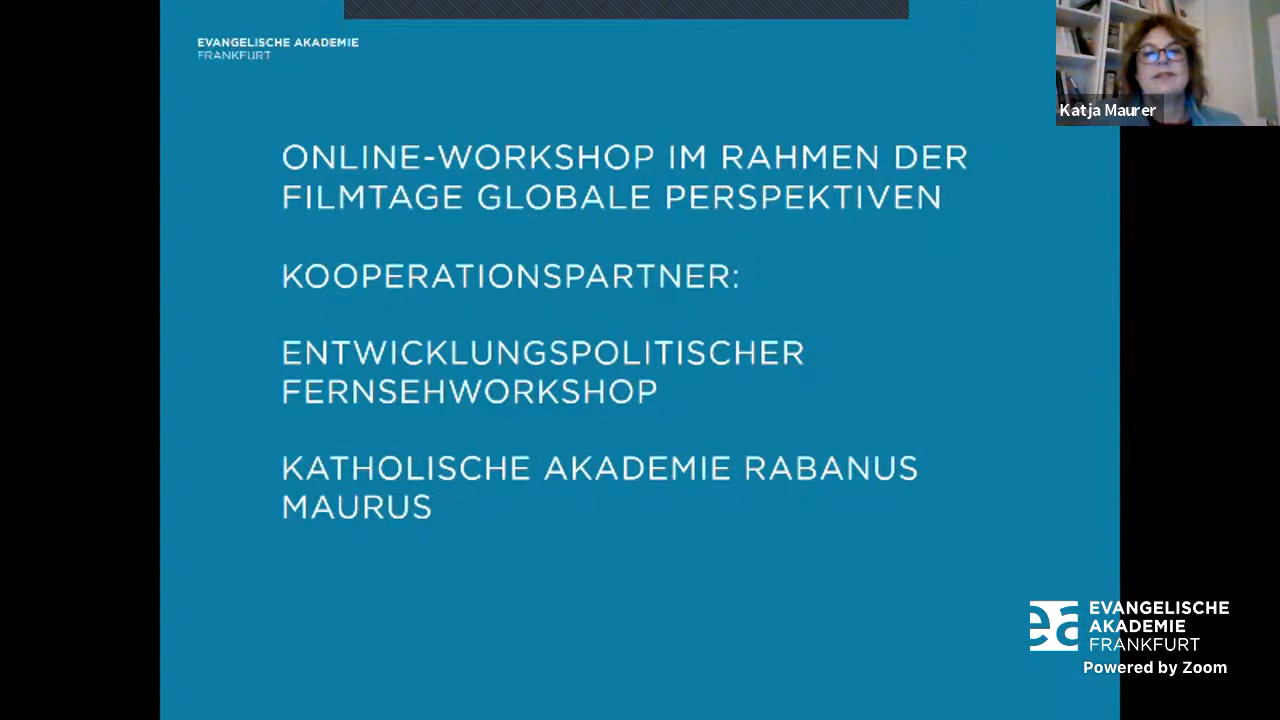 EVANGELISCHE AKADEMIE
FRANKFURT
Katja Maurer
ONLINE-WORKSHOP IM RAHMEN DER
FILMTAGE GLOBALE PERSPEKTIVEN
KOOPERATIONSPARTNER:
ENTWICKLUNGSPOLITISCHER
FERNSEHWORKSHOP
KATHOLISCHE AKADEMIE RABANUS
MAURUS
ea EVANGELISCHE
AKADEMIE
FRANKFURT
Powered by Zoom